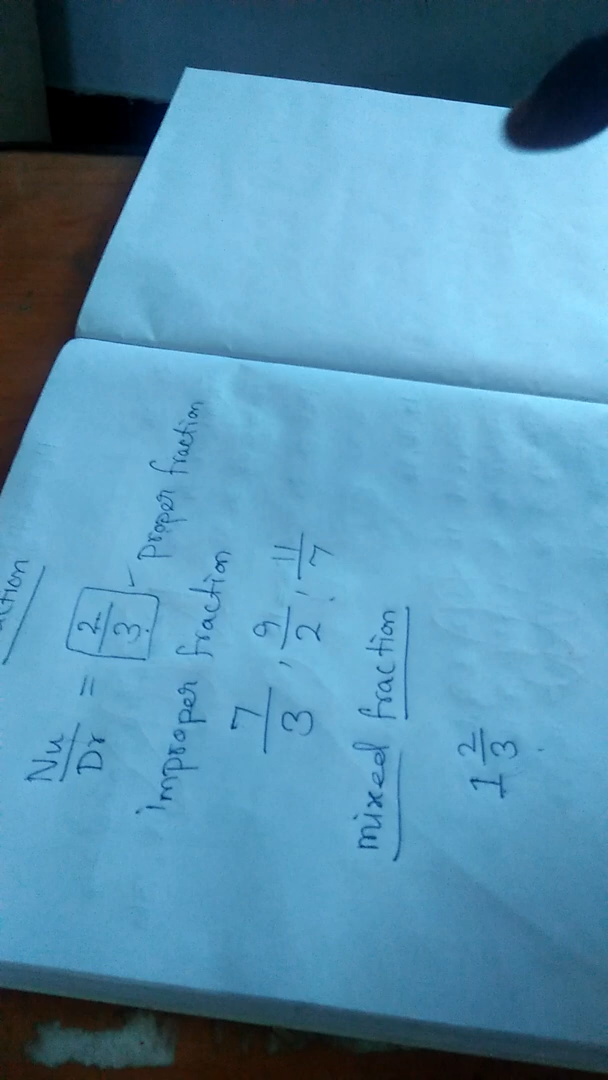 Nu/Dr = 2/3 - proper fraction
improper fraction
7/3, 9/2, 11/7
mixed fraction
1 2/3